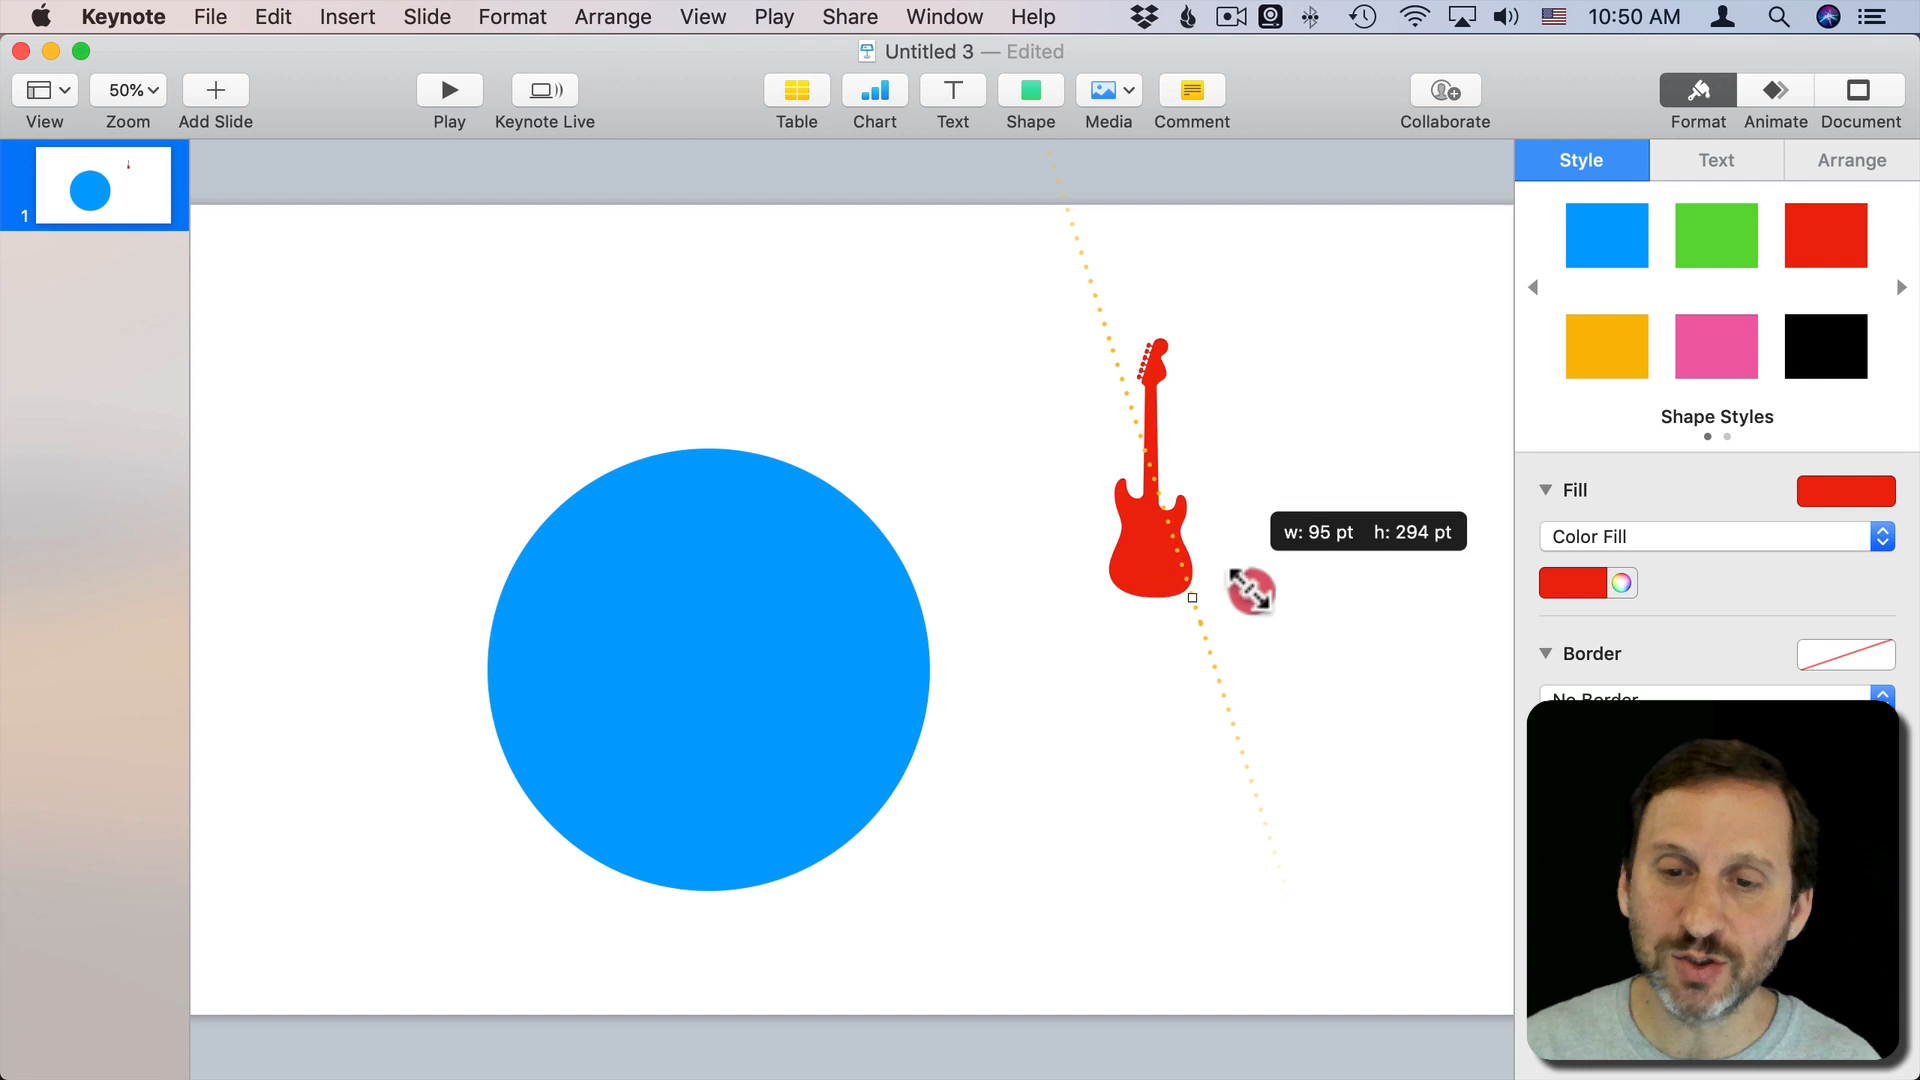 Keynote File Edit Insert Slide Format Arrange View Play Share Window Help 10:50 AM
Untitled 3 — Edited
50%
View Zoom Add Slide Play Keynote Live Table Chart Text Shape Media Comment Collaborate Format Animate Document
Style Text Arrange
1
Shape Styles
Fill
w: 95 pt h: 294 pt
Color Fill
Border
No Border